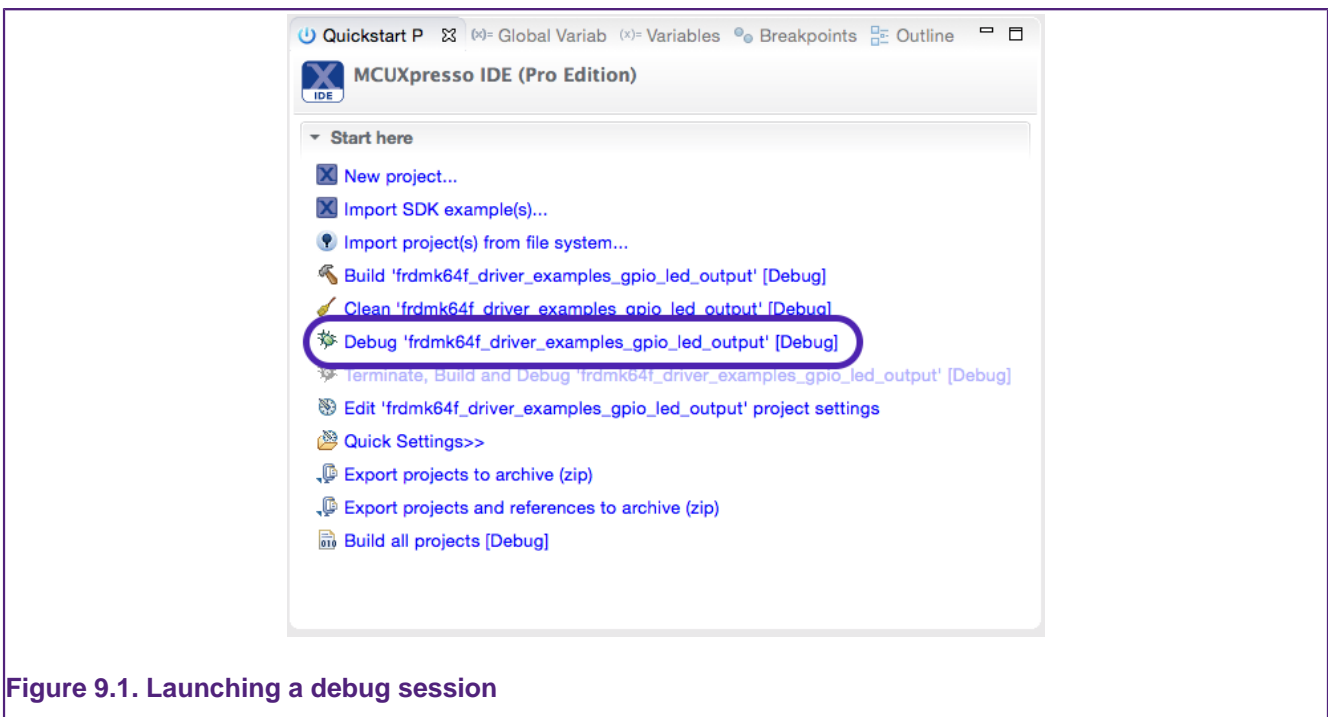 Quickstart P (x)= Global Variab (x)= Variables Breakpoints Outline
MCUXpresso IDE (Pro Edition)
IDE
Start here
New project...
Import SDK example(s)...
Import project(s) from file system...
Build 'frdmk64f_driver_examples_gpio_led_output' [Debug]
Clean 'frdmk64f_driver_examples_gpio_led_output' [Debug]
Debug 'frdmk64f_driver_examples_gpio_led_output' [Debug]
Terminate, Build and Debug 'frdmk64f_driver_examples_gpio_led_output' [Debug]
Edit 'frdmk64f_driver_examples_gpio_led_output' project settings
Quick Settings>>
Export projects to archive (zip)
Export projects and references to archive (zip)
010 Build all projects [Debug]
Figure 9.1. Launching a debug session